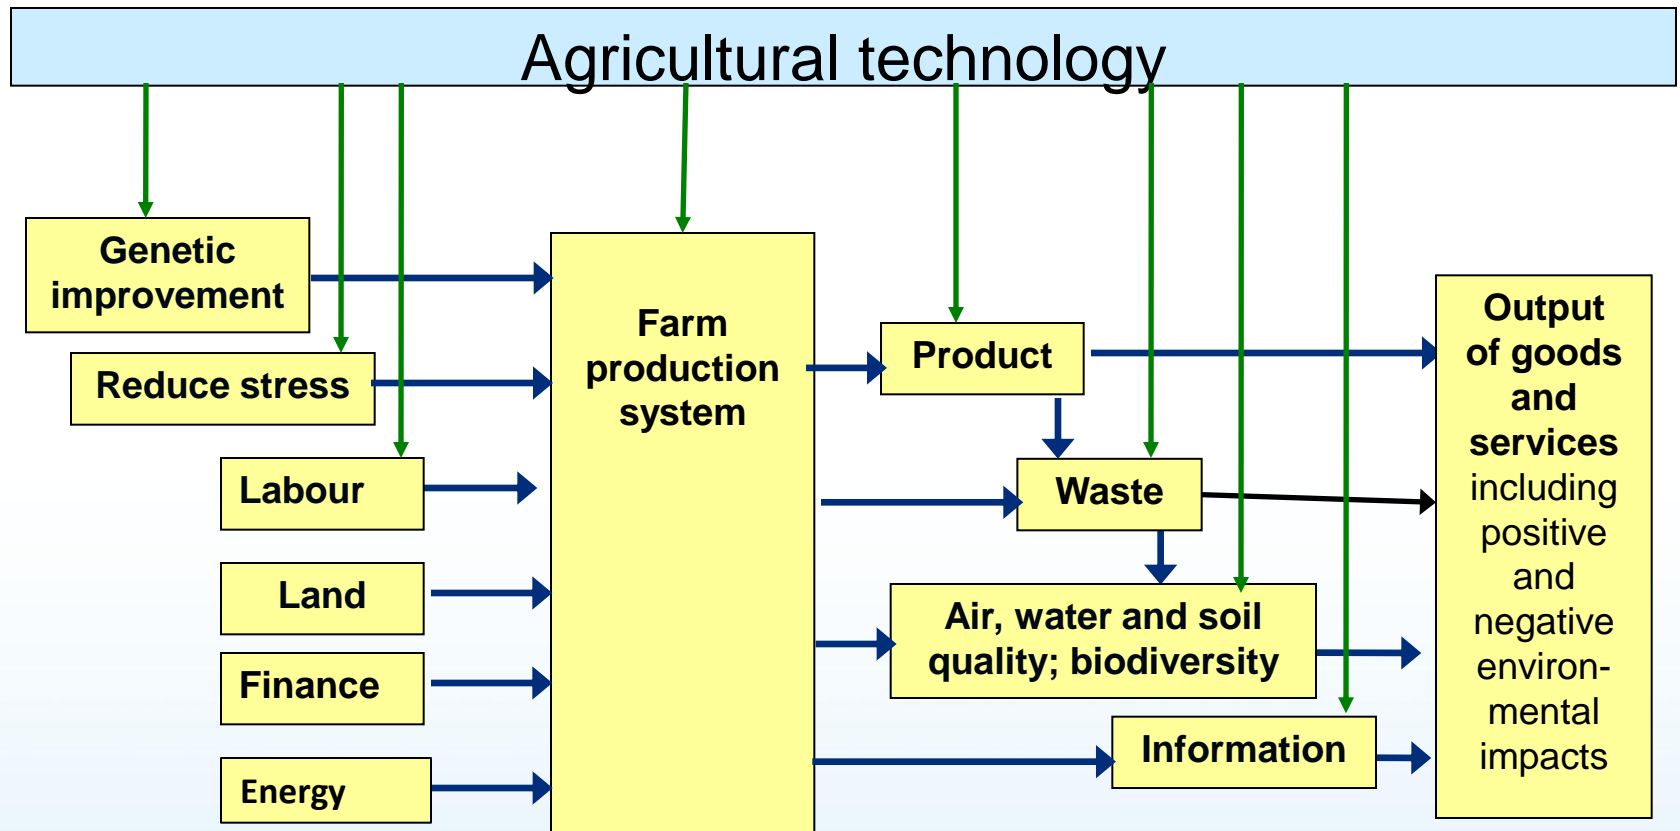 Agricultural technology
Genetic
improvement
Reduce stress
Labour
Land
Finance
Energy
Farm
production
system
Product
Waste
Air, water and soil
quality; biodiversity
Information
Output
of goods
and
services
including
positive
and
negative
environ-
mental
impacts